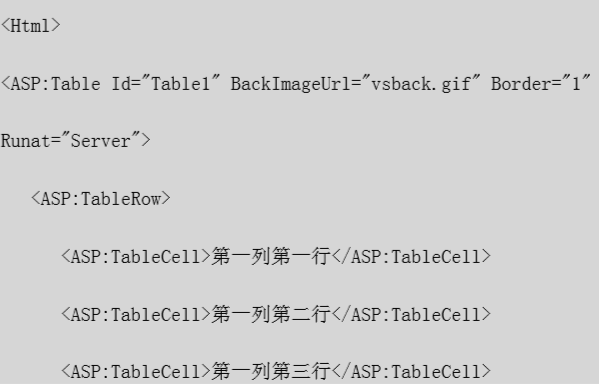 <Html>
<ASP:Table Id="Table1" BackImageUrl="vsback.gif" Border="1"
Runat="Server">
<ASP:TableRow>
<ASP:TableCell>第一列第一行</ASP:TableCell>
<ASP:TableCell>第一列第二行</ASP:TableCell>
<ASP:TableCell>第一列第三行</ASP:TableCell>